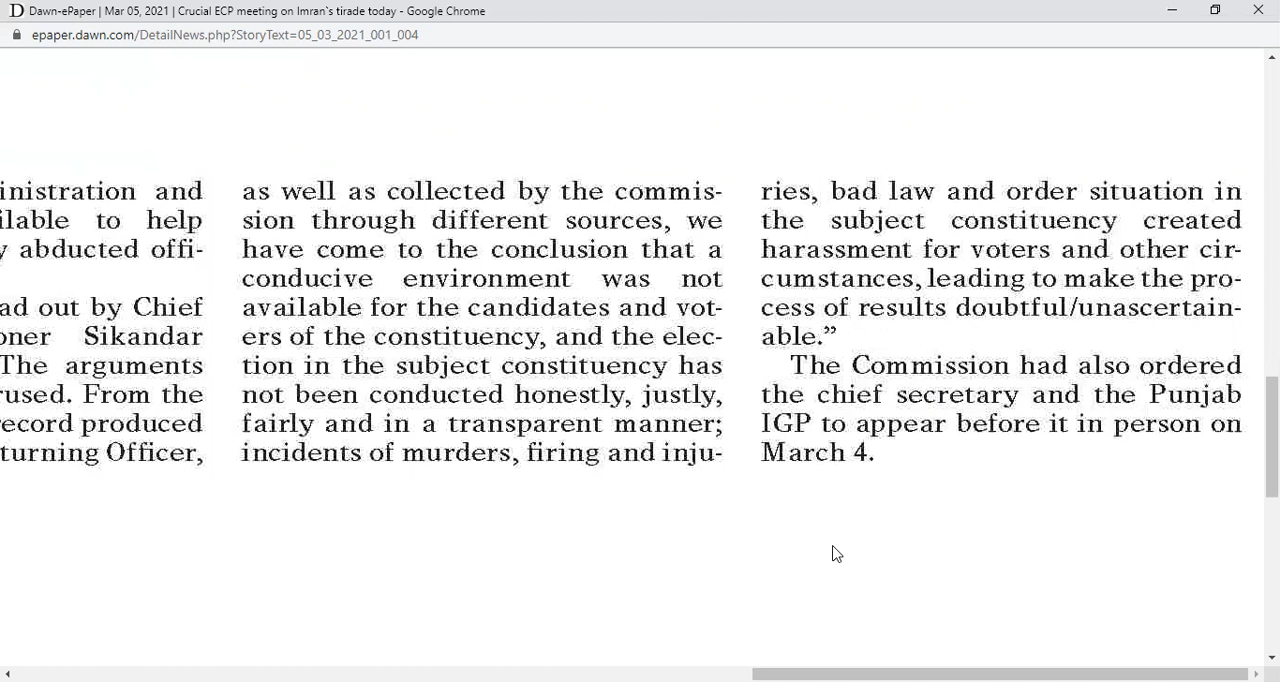 Dawn-ePaper | Mar 05, 2021 | Crucial ECP meeting on Imran`s tirade today - Google Chrome
epaper.dawn.com/DetailNews.php?StoryText=05_03_2021_001_004
inistration and
ilable to help
y abducted offi-
ad out by Chief
oner Sikandar
The arguments
rused. From the
record produced
turning Officer,
as well as collected by the commis-
sion through different sources, we
have come to the conclusion that a
conducive environment was not
available for the candidates and vot-
ers of the constituency, and the elec-
tion in the subject constituency has
not been conducted honestly, justly,
fairly and in a transparent manner;
incidents of murders, firing and inju-
ries, bad law and order situation in
the subject constituency created
harassment for voters and other cir-
cumstances, leading to make the pro-
cess of results doubtful/unascertain-
able.”
The Commission had also ordered
the chief secretary and the Punjab
IGP to appear before it in person on
March 4.